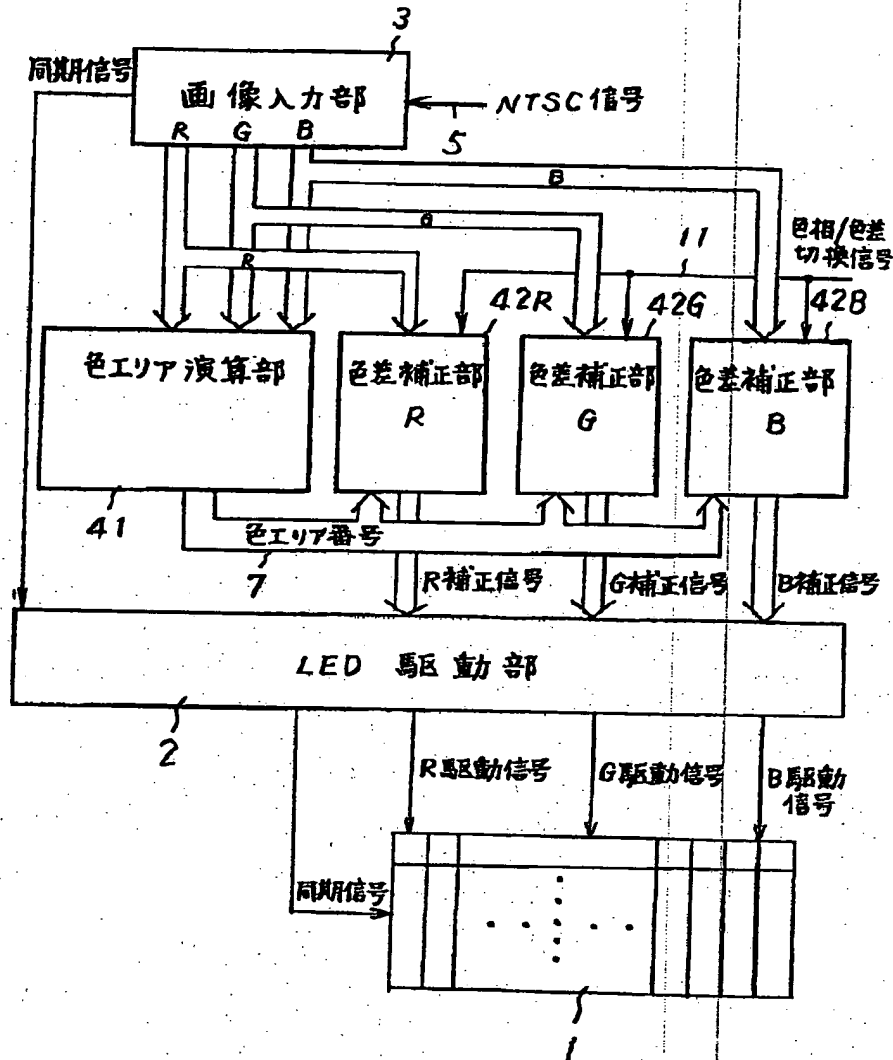 3
同期信号
画像入力部
R G B
NTSC信号
5
B
G
R
11
色相/色差
切換信号
42R
42G
42B
色エリア演算部
色差補正部
R
色差補正部
G
色差補正部
B
41
色エリア番号
7
R補正信号
G補正信号
B補正信号
LED 駆動部
2
R駆動信号
G駆動信号
B駆動
信号
同期信号
1